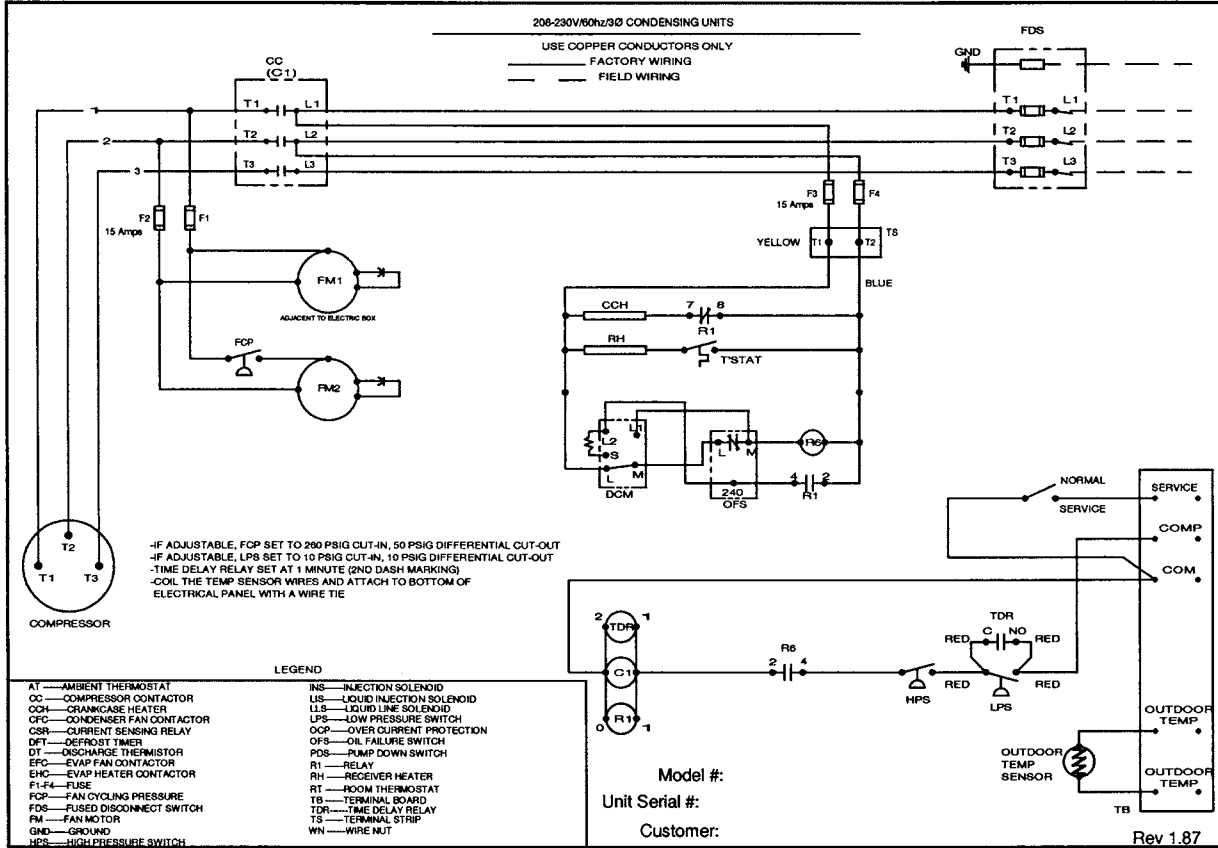 208-230V/60hz/3Ø CONDENSING UNITS
USE COPPER CONDUCTORS ONLY
FACTORY WIRING
FIELD WIRING
FDS
GND
CC
(C1)
T1 L1
T2 L2
T3 L3
1
2
3
T1 L1
T2 L2
T3 L3
F2
15 Amps
F1
F3
15 Amps
F4
YELLOW
T1
T2
TS
BLUE
FM1
ADJACENT TO ELECTRIC BOX
FCP
FM2
CCH
7 8
R1
RH
T'STAT
L2
L1
S
L
M
DCM
L M
240
OFS
R6
4 2
R1
T2
T1 T3
COMPRESSOR
-IF ADJUSTABLE, FCP SET TO 260 PSIG CUT-IN, 50 PSIG DIFFERENTIAL CUT-OUT
-IF ADJUSTABLE, LPS SET TO 10 PSIG CUT-IN, 10 PSIG DIFFERENTIAL CUT-OUT
-TIME DELAY RELAY SET AT 1 MINUTE (2ND DASH MARKING)
-COIL THE TEMP SENSOR WIRES AND ATTACH TO BOTTOM OF
ELECTRICAL PANEL WITH A WIRE TIE
NORMAL
SERVICE
SERVICE
COMP
COM
2 TDR 1
C1
0 R1 1
R6
2 4
HPS
TDR
RED C NO RED
RED RED
LPS
OUTDOOR
TEMP
SENSOR
OUTDOOR
TEMP
OUTDOOR
TEMP
TB
LEGEND
AT -----AMBIENT THERMOSTAT
CC -----COMPRESSOR CONTACTOR
CCH-----CRANKCASE HEATER
CFC-----CONDENSER FAN CONTACTOR
CSR-----CURRENT SENSING RELAY
DFT-----DEFROST TIMER
DT -----DISCHARGE THERMISTOR
EFC-----EVAP FAN CONTACTOR
EHC-----EVAP HEATER CONTACTOR
F1-F4---FUSE
FCP-----FAN CYCLING PRESSURE
FDS-----FUSED DISCONNECT SWITCH
FM -----FAN MOTOR
GND-----GROUND
HPS-----HIGH PRESSURE SWITCH
INS-----INJECTION SOLENOID
LIS-----LIQUID INJECTION SOLENOID
LLS-----LIQUID LINE SOLENOID
LPS-----LOW PRESSURE SWITCH
OCP-----OVER CURRENT PROTECTION
OFS-----OIL FAILURE SWITCH
PDS-----PUMP DOWN SWITCH
R1 -----RELAY
RH -----RECEIVER HEATER
RT -----ROOM THERMOSTAT
TB -----TERMINAL BOARD
TDR-----TIME DELAY RELAY
TS -----TERMINAL STRIP
WN -----WIRE NUT
Model #:
Unit Serial #:
Customer:
Rev 1.87